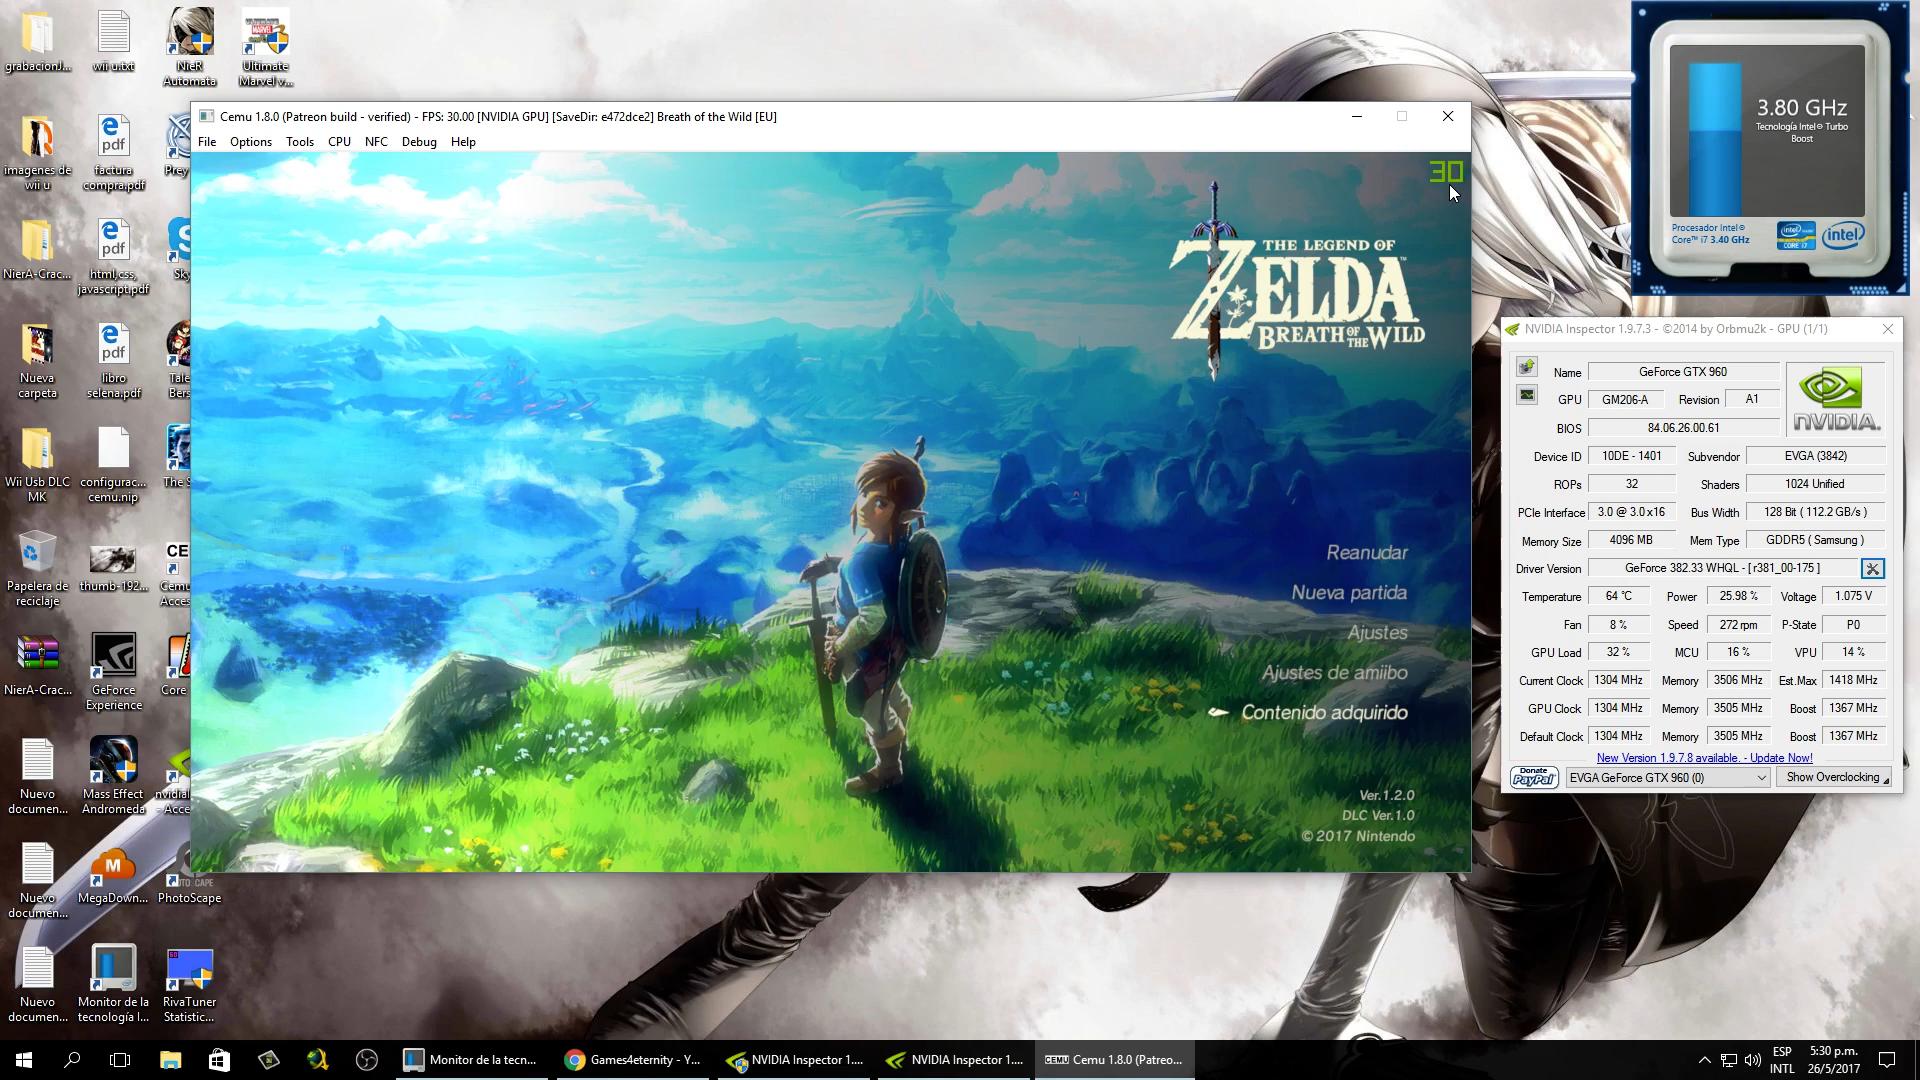 grabacionJ...
wii u.txt
NieR
Automata
Ultimate
Marvel v...
imagenes de
wii u
factura
compra.pdf
Prey
NierA-Crac...
html,css,
javascript.pdf
Sky
Nueva
carpeta
libro
selena.pdf
Tale
Bers
Wii Usb DLC
MK
configurac...
cemu.nip
The S
Papelera de
reciclaje
thumb-192...
Cemu
Acces
NierA-Crac...
GeForce
Experience
Core
Nuevo
documen...
Mass Effect
Andromeda
nvidia
- Acce
Nuevo
documen...
MegaDown...
PhotoScape
Nuevo
documen...
Monitor de la
tecnología I...
RivaTuner
Statistic...
Cemu 1.8.0 (Patreon build - verified) - FPS: 30.00 [NVIDIA GPU] [SaveDir: e472dce2] Breath of the Wild [EU]
File Options Tools CPU NFC Debug Help
30
THE LEGEND OF
ZELDA
BREATH OF THE WILD
Reanudar
Nueva partida
Ajustes
Ajustes de amiibo
Contenido adquirido
Ver.1.2.0
DLC Ver.1.0
© 2017 Nintendo
3.80 GHz
Tecnología Intel® Turbo
Boost
Procesador Intel®
Core™ i7 3.40 GHz
intel
CORE i7
intel
NVIDIA Inspector 1.9.7.3 - ©2014 by Orbmu2k - GPU (1/1)
Name GeForce GTX 960
GPU GM206-A Revision A1
BIOS 84.06.26.00.61
NVIDIA.
Device ID 10DE - 1401 Subvendor EVGA (3842)
ROPs 32 Shaders 1024 Unified
PCIe Interface 3.0 @ 3.0 x16 Bus Width 128 Bit ( 112.2 GB/s )
Memory Size 4096 MB Mem Type GDDR5 ( Samsung )
Driver Version GeForce 382.33 WHQL - [ r381_00-175 ]
Temperature 64 °C Power 25.98 % Voltage 1.075 V
Fan 8 % Speed 272 rpm P-State P0
GPU Load 32 % MCU 16 % VPU 14 %
Current Clock 1304 MHz Memory 3506 MHz Est.Max 1418 MHz
GPU Clock 1304 MHz Memory 3505 MHz Boost 1367 MHz
Default Clock 1304 MHz Memory 3505 MHz Boost 1367 MHz
New Version 1.9.7.8 available. - Update Now!
Donate
PayPal
EVGA GeForce GTX 960 (0)
Show Overclocking
Monitor de la tecn...
Games4eternity - Y...
NVIDIA Inspector 1....
NVIDIA Inspector 1....
CEMU
Cemu 1.8.0 (Patreo...
ESP
INTL
5:30 p.m.
26/5/2017